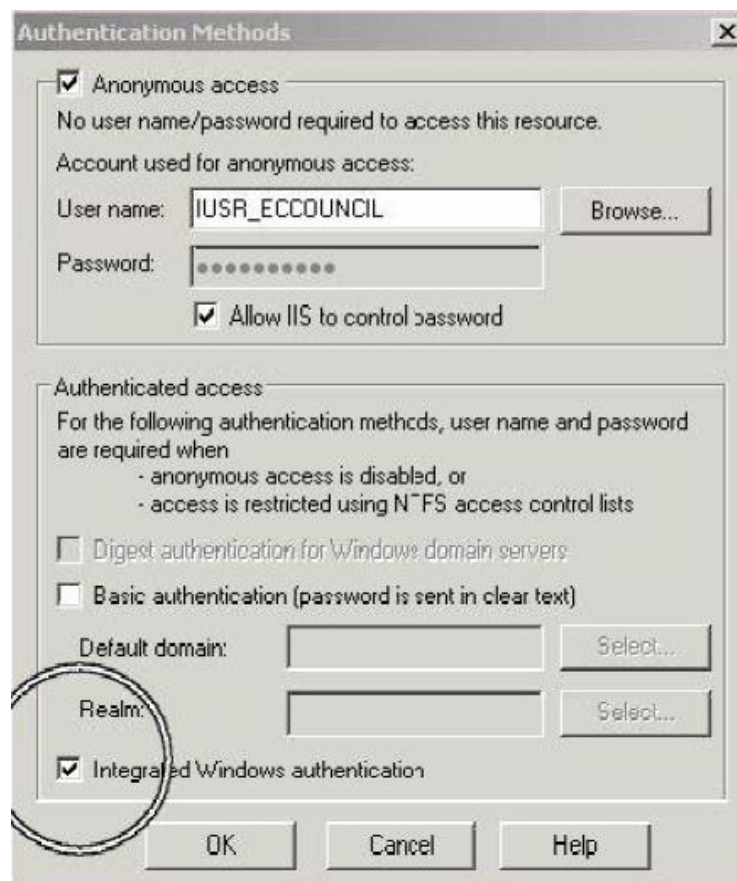 Authentication Methods
Anonymous access
No user name/password required to access this resource.
Account used for anonymous access:
User name: IUSR_ECCOUNCIL Browse...
Password: ••••••••••
Allow IIS to control password
Authenticated access
For the following authentication methods, user name and password
are required when
- anonymous access is disabled, or
- access is restricted using NTFS access control lists
Digest authentication for Windows domain servers
Basic authentication (password is sent in clear text)
Default domain: Select...
Realm: Select...
Integrated Windows authentication
OK Cancel Help